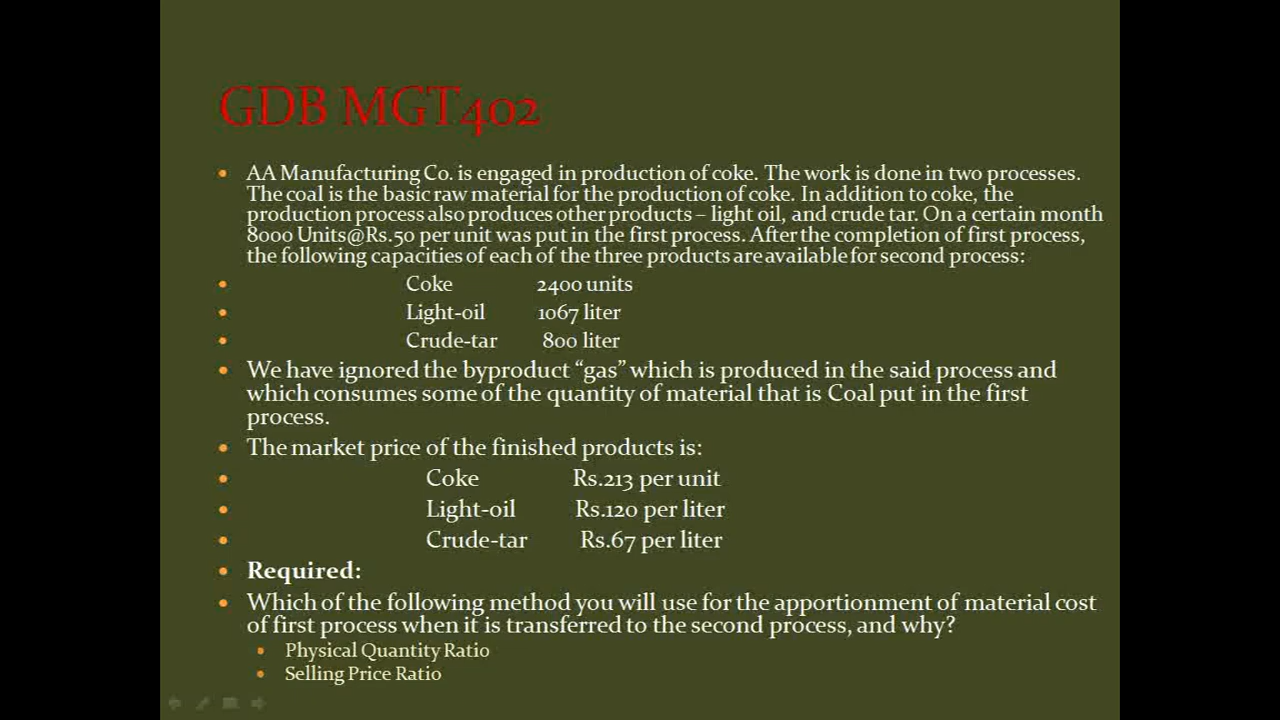 GDB MGT402
AA Manufacturing Co. is engaged in production of coke. The work is done in two processes.
The coal is the basic raw material for the production of coke. In addition to coke, the
production process also produces other products – light oil, and crude tar. On a certain month
8000 Units@Rs.50 per unit was put in the first process. After the completion of first process,
the following capacities of each of the three products are available for second process:
Coke 2400 units
Light-oil 1067 liter
Crude-tar 800 liter
We have ignored the byproduct “gas” which is produced in the said process and
which consumes some of the quantity of material that is Coal put in the first
process.
The market price of the finished products is:
Coke Rs.213 per unit
Light-oil Rs.120 per liter
Crude-tar Rs.67 per liter
Required:
Which of the following method you will use for the apportionment of material cost
of first process when it is transferred to the second process, and why?
Physical Quantity Ratio
Selling Price Ratio